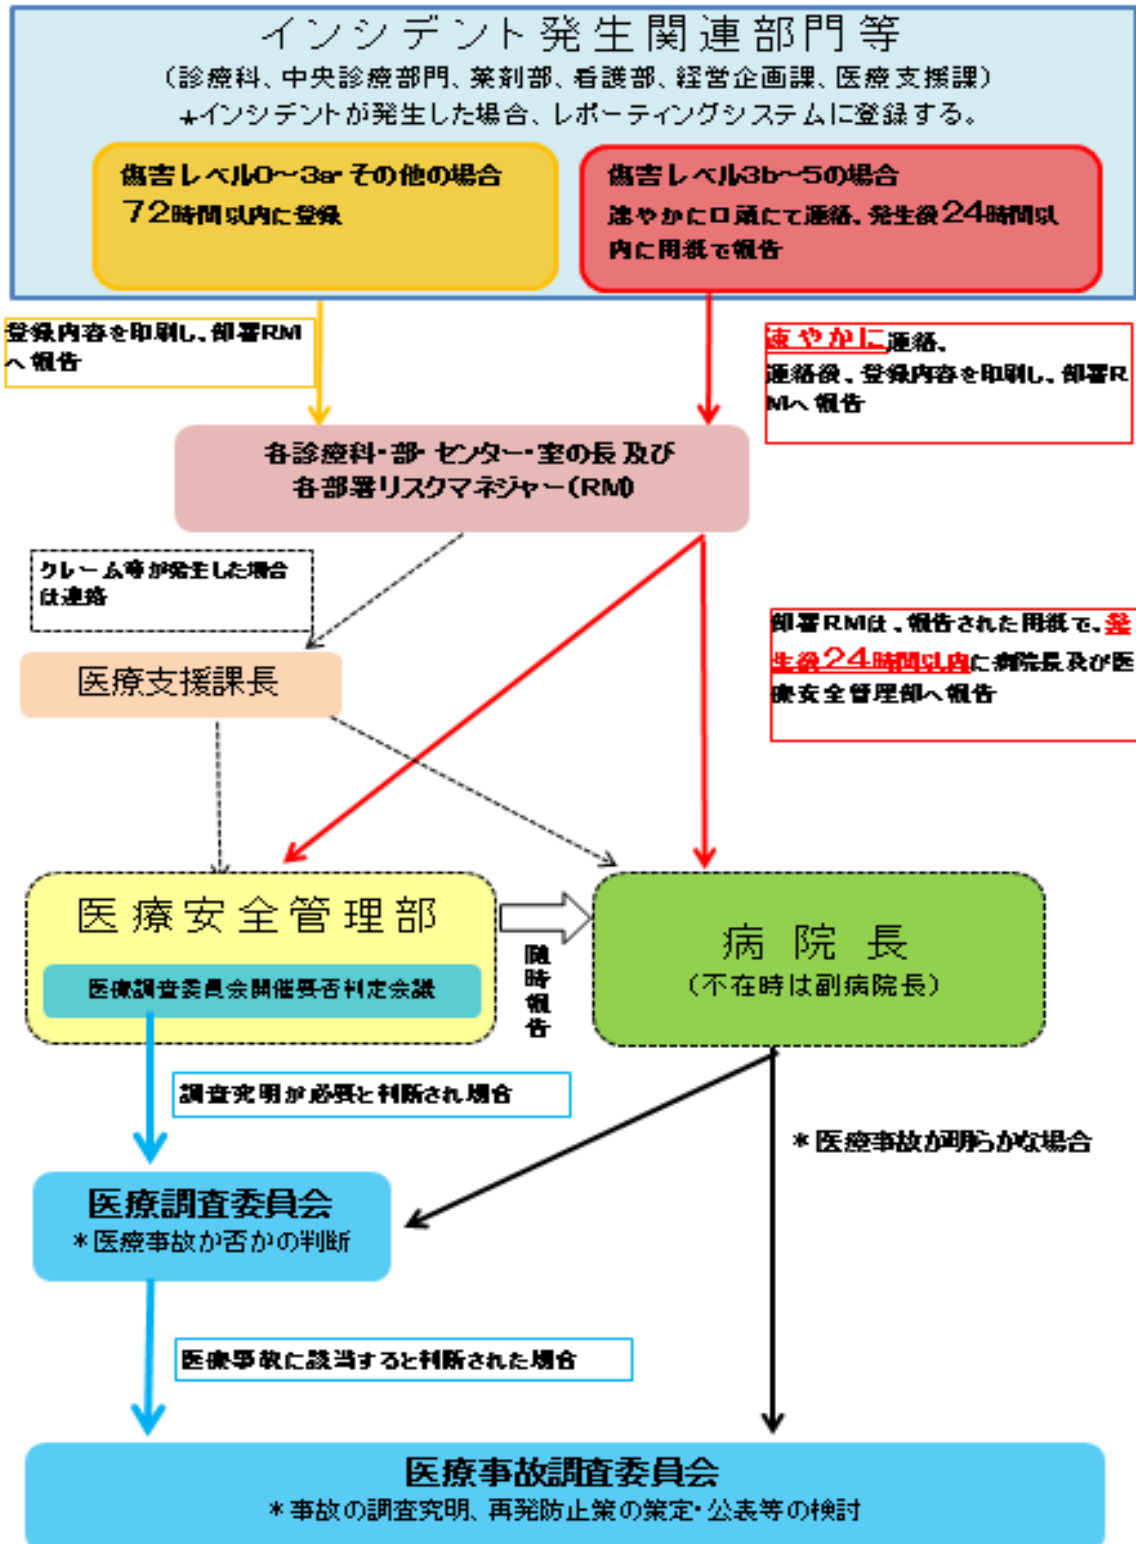 インシデント発生関連部門等
（診療科、中央診療部門、薬剤部、看護部、経営企画課、医療支援課）
*インシデントが発生した場合、レポーティングシステムに登録する。
傷害レベル0～3a・その他の場合
72時間以内に登録
傷害レベル3b～5の場合
速やかに口頭にて連絡、発生後24時間以
内に用紙で報告
登録内容を印刷し、部署RM
へ報告
速やかに連絡、
連絡後、登録内容を印刷し、部署R
Mへ報告
各診療科・部・センター・室の長及び
各部署リスクマネジャー（RM）
クレーム等が発生した場合
は連絡
医療支援課長
部署RMは、報告された用紙で、発
生後24時間以内に病院長及び医
療安全管理部へ報告
医療安全管理部
医療調査委員会開催要否判定会議
随時報告
病院長
（不在時は副病院長）
調査究明が必要と判断され場合
*医療事故が明らかな場合
医療調査委員会
*医療事故か否かの判断
医療事故に該当すると判断された場合
医療事故調査委員会
*事故の調査究明、再発防止策の策定・公表等の検討